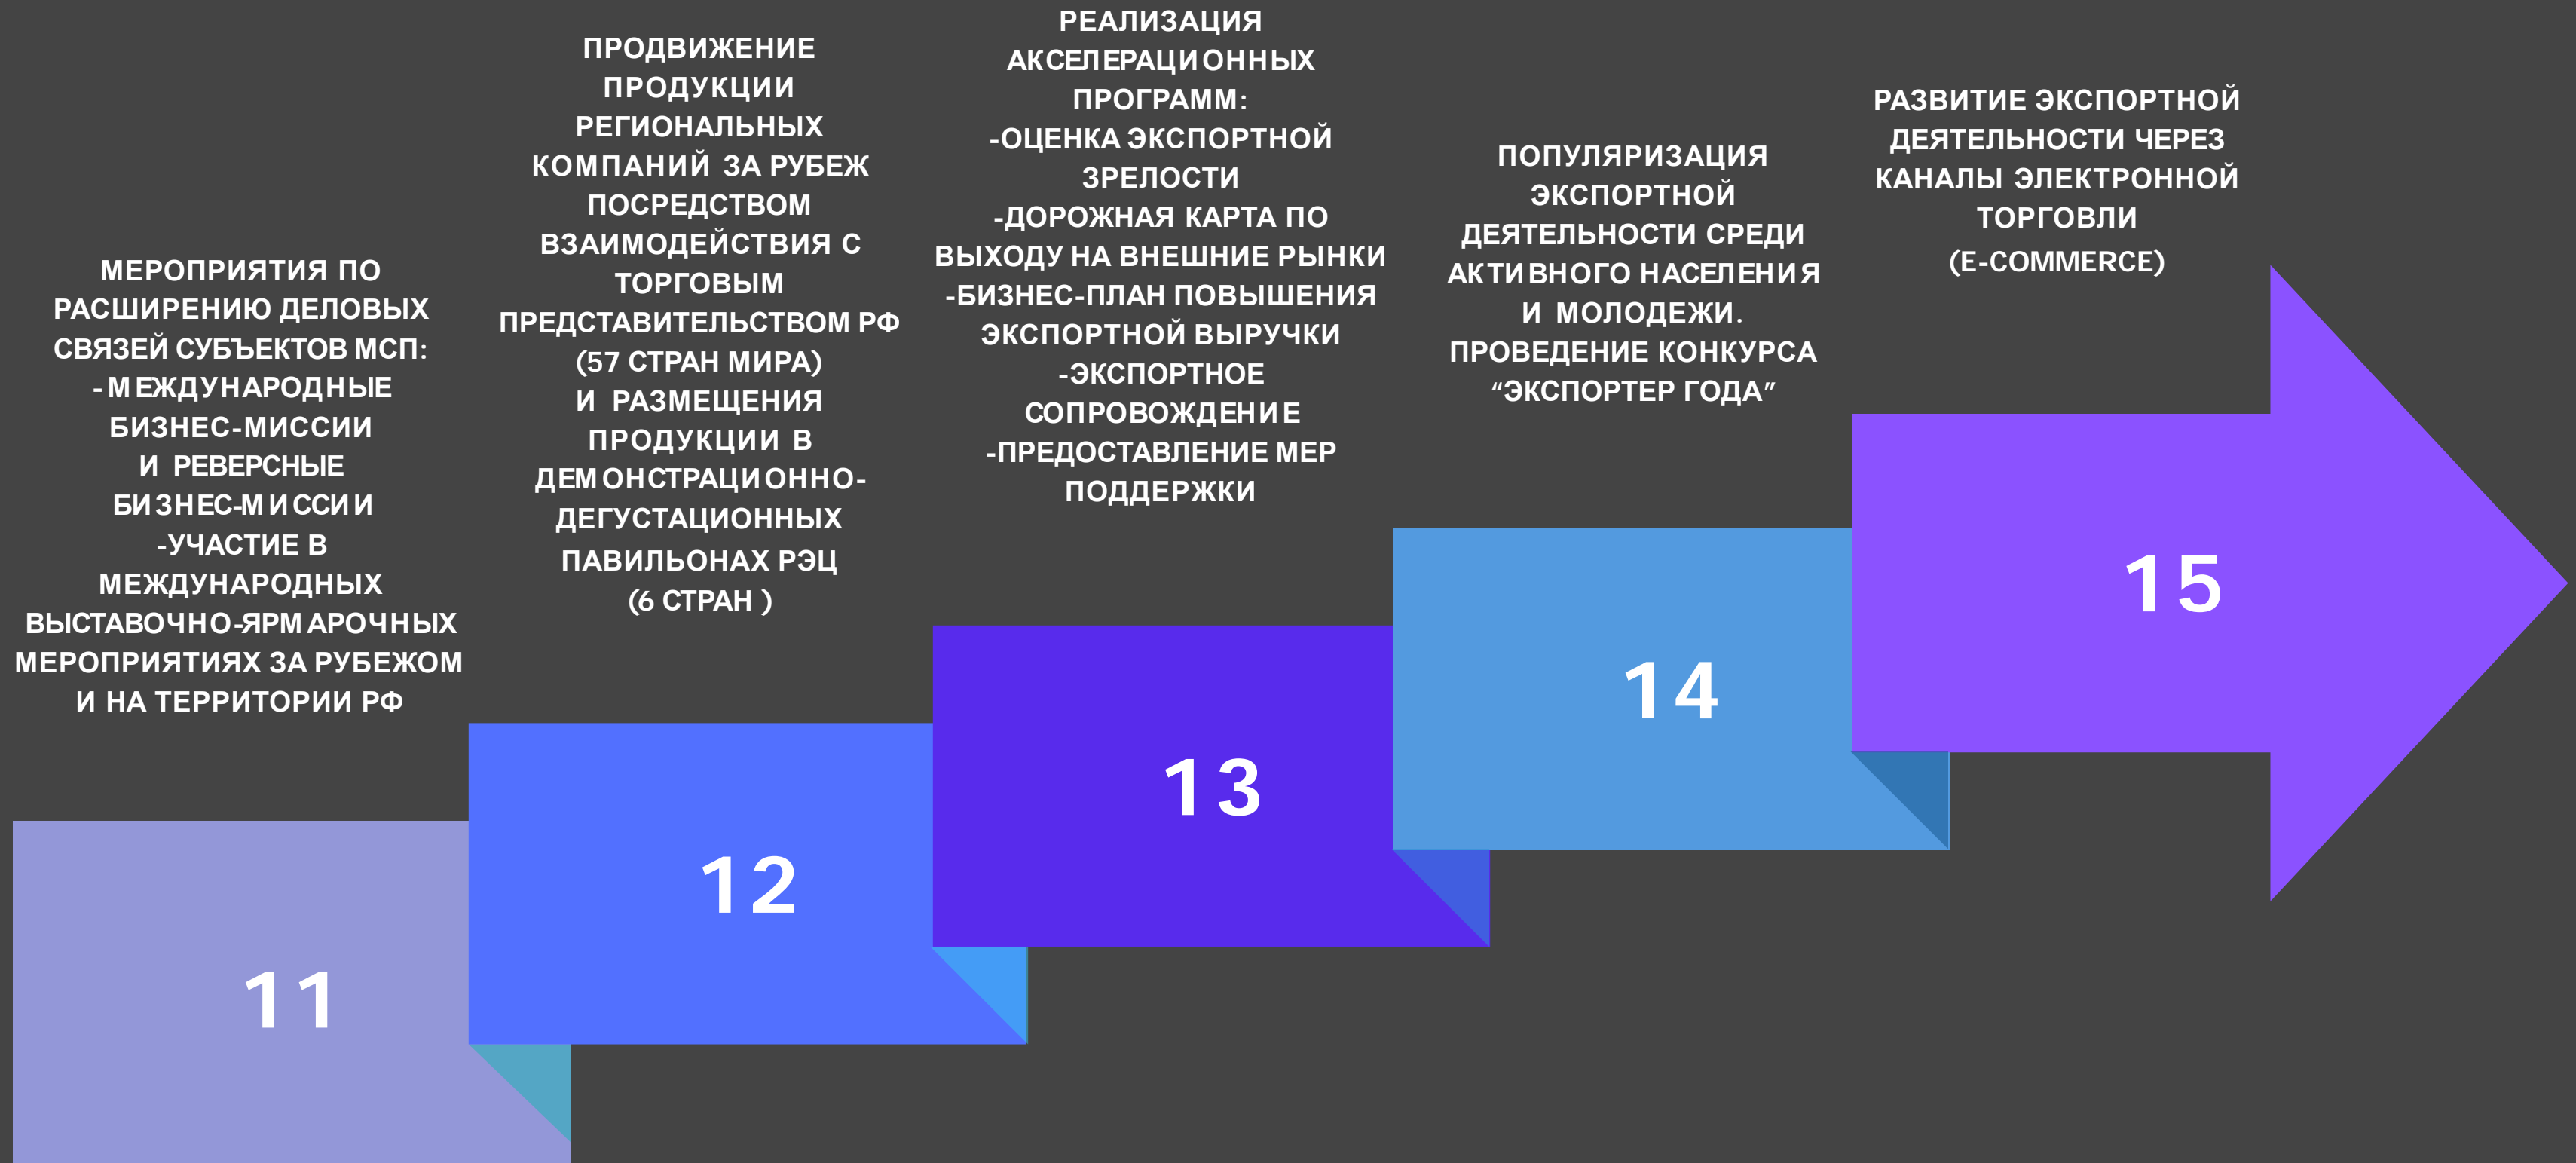 МЕРОПРИЯТИЯ ПО
РАСШИРЕНИЮ ДЕЛОВЫХ
СВЯЗЕЙ СУБЪЕКТОВ МСП:
-МЕЖДУНАРОДНЫЕ
БИЗНЕС-МИССИИ
И РЕВЕРСНЫЕ
БИЗНЕС-МИССИИ
-УЧАСТИЕ В
МЕЖДУНАРОДНЫХ
ВЫСТАВОЧНО-ЯРМАРОЧНЫХ
МЕРОПРИЯТИЯХ ЗА РУБЕЖОМ
И НА ТЕРРИТОРИИ РФ
11
ПРОДВИЖЕНИЕ
ПРОДУКЦИИ
РЕГИОНАЛЬНЫХ
КОМПАНИЙ ЗА РУБЕЖ
ПОСРЕДСТВОМ
ВЗАИМОДЕЙСТВИЯ С
ТОРГОВЫМ
ПРЕДСТАВИТЕЛЬСТВОМ РФ
(57 СТРАН МИРА)
И РАЗМЕЩЕНИЯ
ПРОДУКЦИИ В
ДЕМОНСТРАЦИОННО-
ДЕГУСТАЦИОННЫХ
ПАВИЛЬОНАХ РЭЦ
(6 СТРАН )
12
РЕАЛИЗАЦИЯ
АКСЕЛЕРАЦИОННЫХ
ПРОГРАММ:
-ОЦЕНКА ЭКСПОРТНОЙ
ЗРЕЛОСТИ
-ДОРОЖНАЯ КАРТА ПО
ВЫХОДУ НА ВНЕШНИЕ РЫНКИ
-БИЗНЕС-ПЛАН ПОВЫШЕНИЯ
ЭКСПОРТНОЙ ВЫРУЧКИ
-ЭКСПОРТНОЕ
СОПРОВОЖДЕНИЕ
-ПРЕДОСТАВЛЕНИЕ МЕР
ПОДДЕРЖКИ
13
ПОПУЛЯРИЗАЦИЯ
ЭКСПОРТНОЙ
ДЕЯТЕЛЬНОСТИ СРЕДИ
АКТИВНОГО НАСЕЛЕНИЯ
И МОЛОДЕЖИ.
ПРОВЕДЕНИЕ КОНКУРСА
“ЭКСПОРТЕР ГОДА”
14
РАЗВИТИЕ ЭКСПОРТНОЙ
ДЕЯТЕЛЬНОСТИ ЧЕРЕЗ
КАНАЛЫ ЭЛЕКТРОННОЙ
ТОРГОВЛИ
(E-COMMERCE)
15